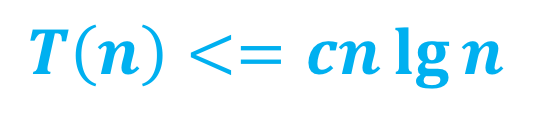 T(n) <= cn lg n